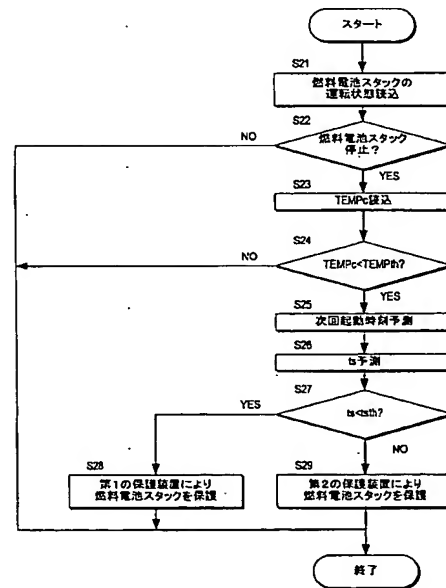 スタート
S21
燃料電池スタックの
運転状態読込
S22
NO
燃料電池スタック
停止?
YES
S23
TEMPc読込
S24
NO
TEMPc<TEMPth?
YES
S25
次回起動時刻予測
S26
ts予測
S27
YES
ts<tsth?
NO
S28
第1の保護装置により
燃料電池スタックを保護
S29
第2の保護装置により
燃料電池スタックを保護
終了